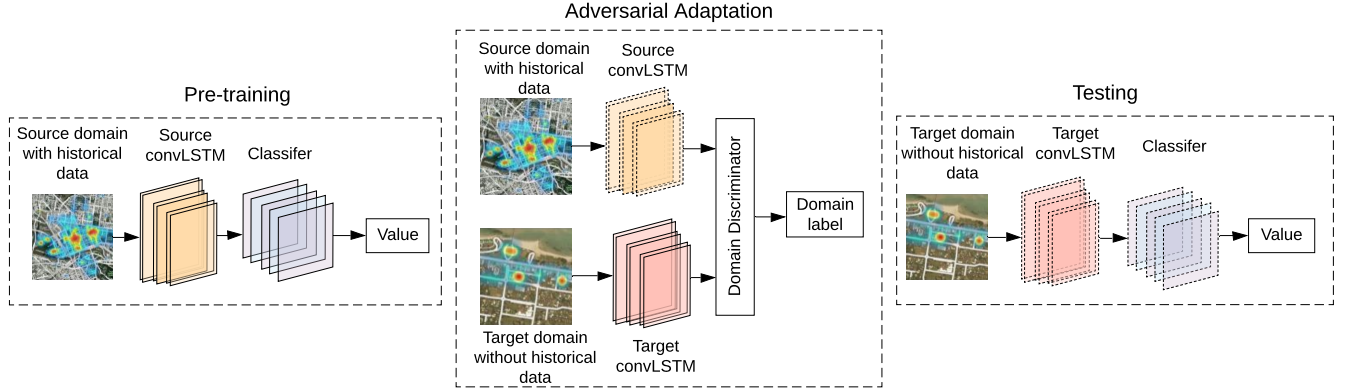 Pre-training
Source domain
with historical
data
Source
convLSTM
Classifer
Value
Adversarial Adaptation
Source domain
with historical
data
Source
convLSTM
Target domain
without historical
data
Target
convLSTM
Domain Discriminator
Domain
label
Testing
Target domain
without historical
data
Target
convLSTM
Classifer
Value